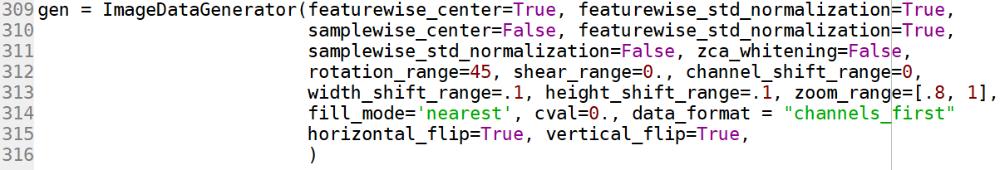 309 gen = ImageDataGenerator(featurewise_center=True, featurewise_std_normalization=True,
310 samplewise_center=False, featurewise_std_normalization=True,
311 samplewise_std_normalization=False, zca_whitening=False,
312 rotation_range=45, shear_range=0., channel_shift_range=0,
313 width_shift_range=.1, height_shift_range=.1, zoom_range=[.8, 1],
314 fill_mode='nearest', cval=0., data_format = "channels_first"
315 horizontal_flip=True, vertical_flip=True,
316 )